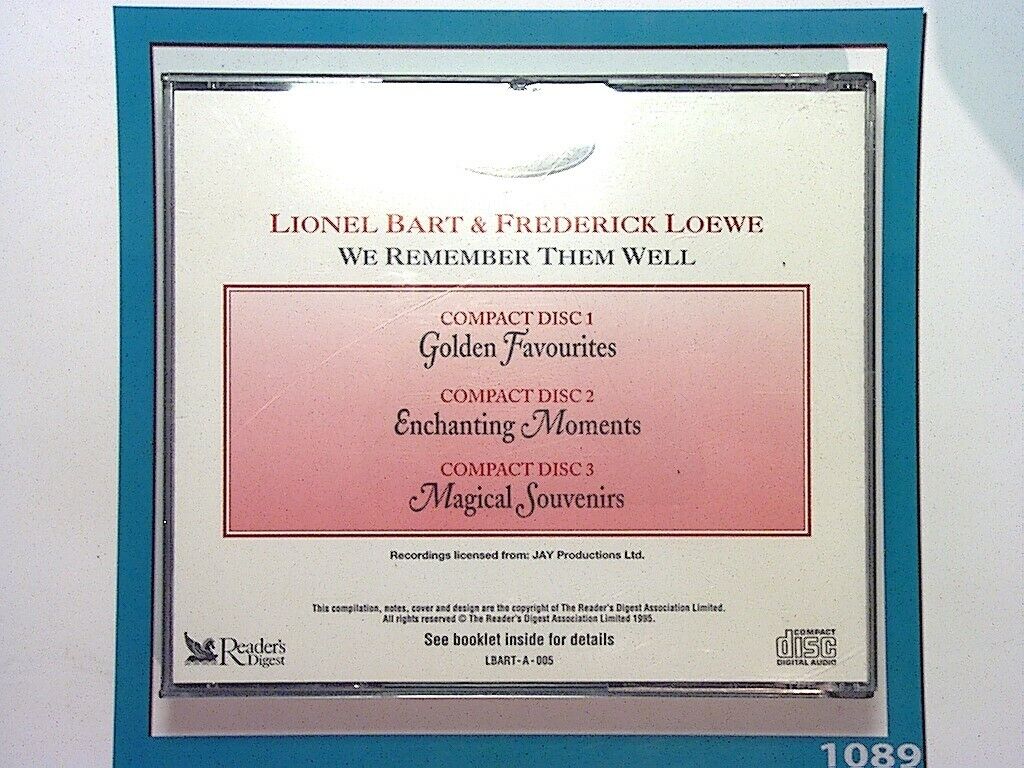 LIONEL BART & FREDERICK LOEWE
WE REMEMBER THEM WELL
COMPACT DISC 1
Golden Favourites
COMPACT DISC 2
Enchanting Moments
COMPACT DISC 3
Magical Souvenirs
Recordings licensed from: JAY Productions Ltd.
This compilation, notes, cover and design are the copyright of The Reader's Digest Association Limited.
All rights reserved © The Reader's Digest Association Limited 1995.
See booklet inside for details
LBART-A-005
Reader's
Digest
COMPACT
disc
DIGITAL AUDIO
1089